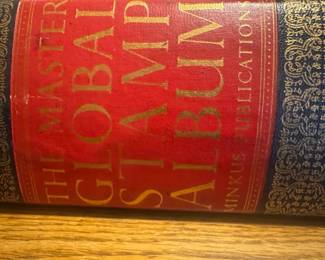 THE MASTER
GLOBAL
STAMP
ALBUM
MINKUS PUBLICATIONS